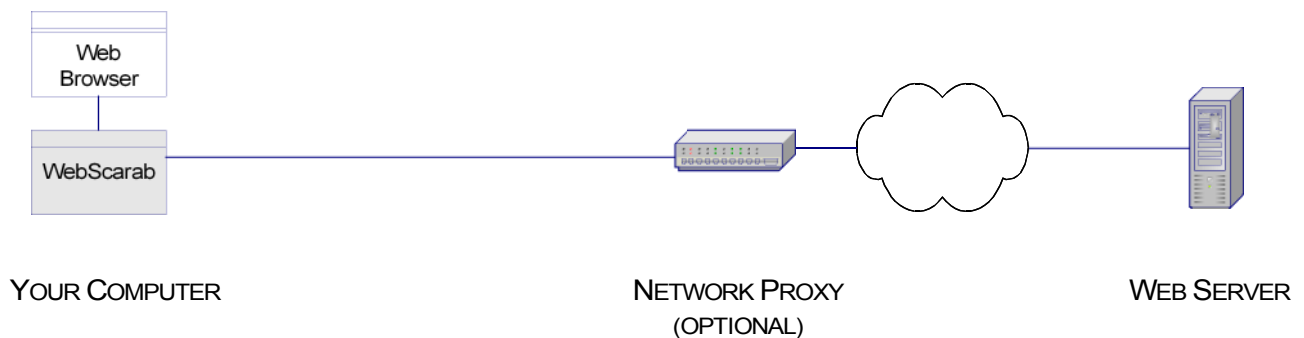 Web
Browser
WebScarab
YOUR COMPUTER
NETWORK PROXY
(OPTIONAL)
WEB SERVER